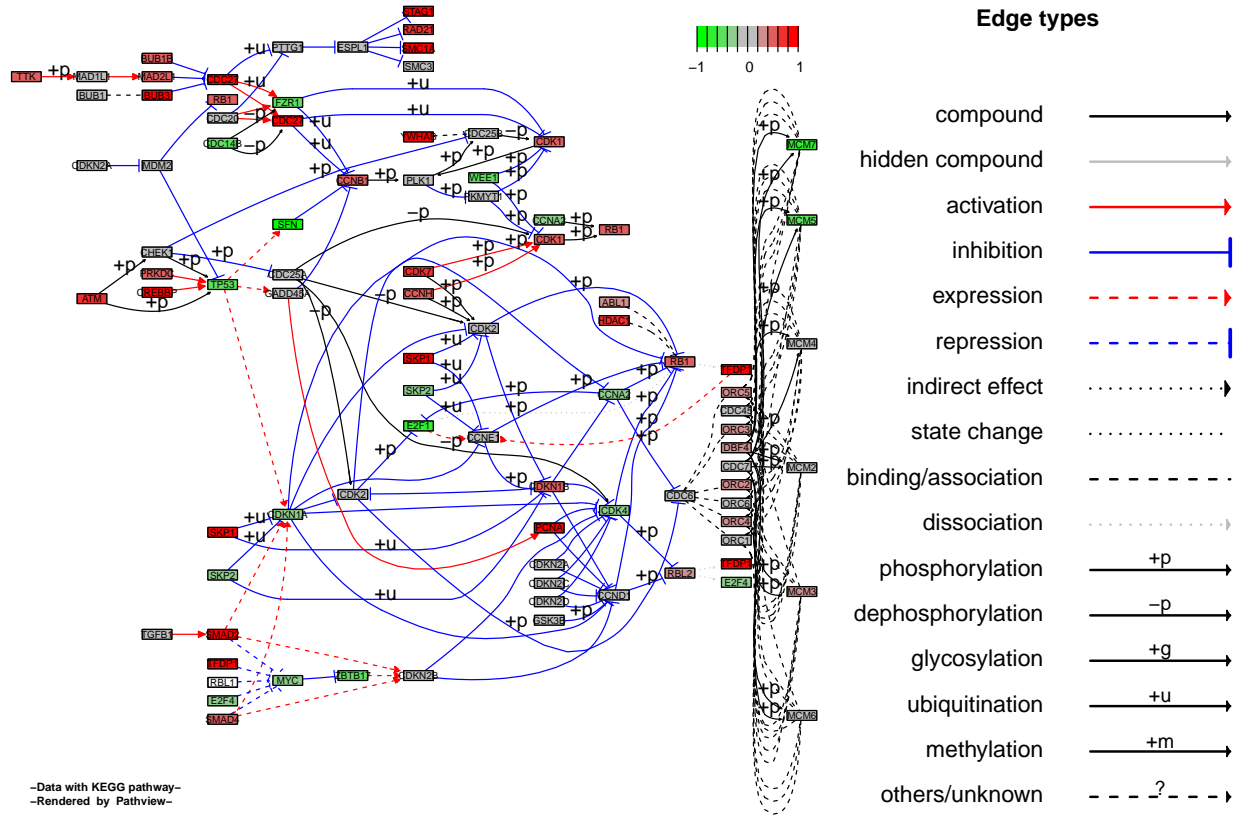 Edge types
−1
0
1
compound
hidden compound
activation
inhibition
expression
repression
indirect effect
state change
binding/association
dissociation
phosphorylation
+p
dephosphorylation
−p
glycosylation
+g
ubiquitination
+u
methylation
+m
others/unknown
?
STAG1
RAD21
SMC1A
SMC3
PTTG1
ESPL1
+u
TTK
+p
MAD1L1
BUB1B
MAD2L2
BUB1
BUB3
CDC27
+u
FZR1
+u
RB1
−p
CDC20
CDC27
+u
+u
CDC14B
−p
YWHAB
CDC25B
−p
CDK1
+p
CDKN2A
MDM2
+p
CCNB1
+p
PLK1
+p
WEE1
+p
+p
PKMYT1
+p
CCNA2
+p
SFN
−p
+p
CDK1
RB1
CHEK1
+p
+p
+p
PRKDC
CREBBP
TP53
CDC25A
GADD45A
ATM
+p
CDK7
+p
+p
CCNH
+p
−p
−p
CDK2
ABL1
HDAC1
SKP1
+u
+u
SKP2
+u
E2F1
−p
CCNE1
+p
+p
+p
CCNA2
+p
+p
+p
RB1
+p
CDK2
CDKN1B
+p
CDKN1A
CDK4
CDC6
SKP1
+u
+u
+u
PCNA
+p
SKP2
+u
CDKN2A
CDKN2C
CDKN2D
GSK3B
+p
CCND1
+p
RBL2
TGFB1
SMAD2
TFDP1
RBL1
E2F4
SMAD4
MYC
ZBTB17
CDKN2B
TFDP1
ORC5
CDC45
ORC3
DBF4
CDC7
ORC2
ORC6
ORC4
ORC1
TFDP1
E2F4
+p
MCM7
+p
+p
MCM5
+p
+p
MCM4
+p
+p
+p
MCM2
+p
+p
MCM3
+p
+p
MCM6
−Data with KEGG pathway−
−Rendered by Pathview−